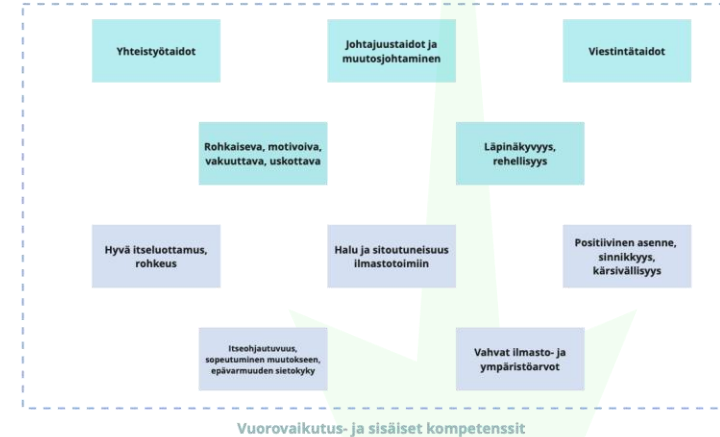 Yhteistyötaidot
Johtajuustaidot ja
muutosjohtaminen
Viestintätaidot
Rohkaiseva, motivoiva,
vakuuttava, uskottava
Läpinäkyvyys,
rehellisyys
Hyvä itseluottamus,
rohkeus
Halu ja sitoutuneisuus
ilmastotoimiin
Positiivinen asenne,
sinnikkyys,
kärsivällisyys
Itseohjautuvuus,
sopeutuminen muutokseen,
epävarmuuden sietokyky
Vahvat ilmasto- ja
ympäristöarvot
Vuorovaikutus- ja sisäiset kompetenssit